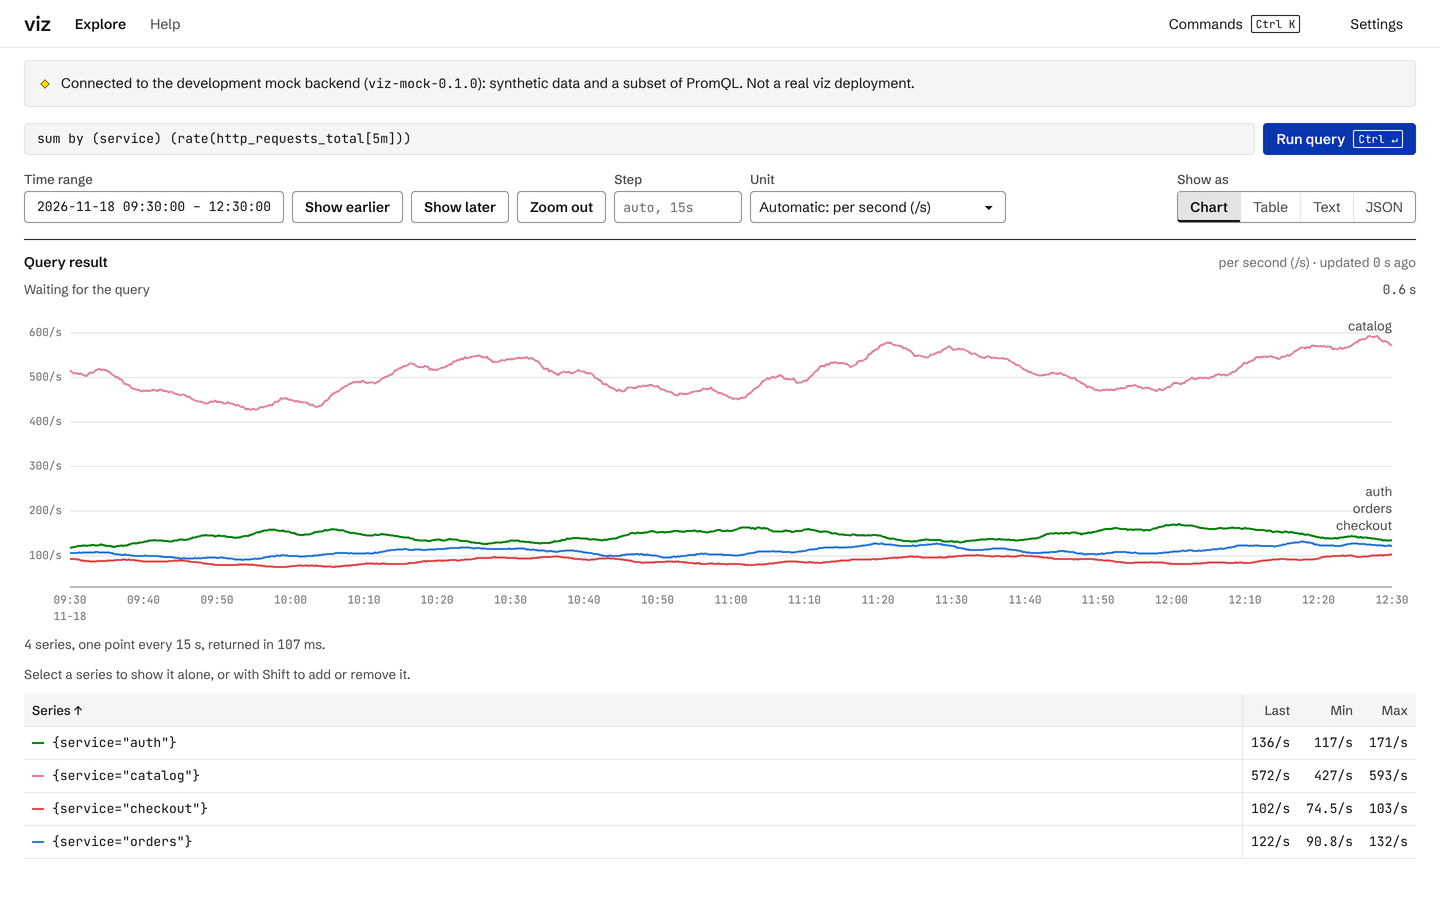 viz Explore Help Commands Ctrl K Settings
Connected to the development mock backend (viz-mock-0.1.0): synthetic data and a subset of PromQL. Not a real viz deployment.
sum by (service) (rate(http_requests_total[5m])) Run query Ctrl ↵
Time range Step Unit Show as
2026-11-18 09:30:00 – 12:30:00 Show earlier Show later Zoom out auto, 15s Automatic: per second (/s) Chart Table Text JSON
Query result per second (/s) · updated 0 s ago
Waiting for the query 0.6 s
catalog
600/s
500/s
400/s
300/s
auth
200/s orders
checkout
100/s
09:30 09:40 09:50 10:00 10:10 10:20 10:30 10:40 10:50 11:00 11:10 11:20 11:30 11:40 11:50 12:00 12:10 12:20 12:30
11-18
4 series, one point every 15 s, returned in 107 ms.
Select a series to show it alone, or with Shift to add or remove it.
Series ↑ Last Min Max
{service="auth"} 136/s 117/s 171/s
{service="catalog"} 572/s 427/s 593/s
{service="checkout"} 102/s 74.5/s 103/s
{service="orders"} 122/s 90.8/s 132/s